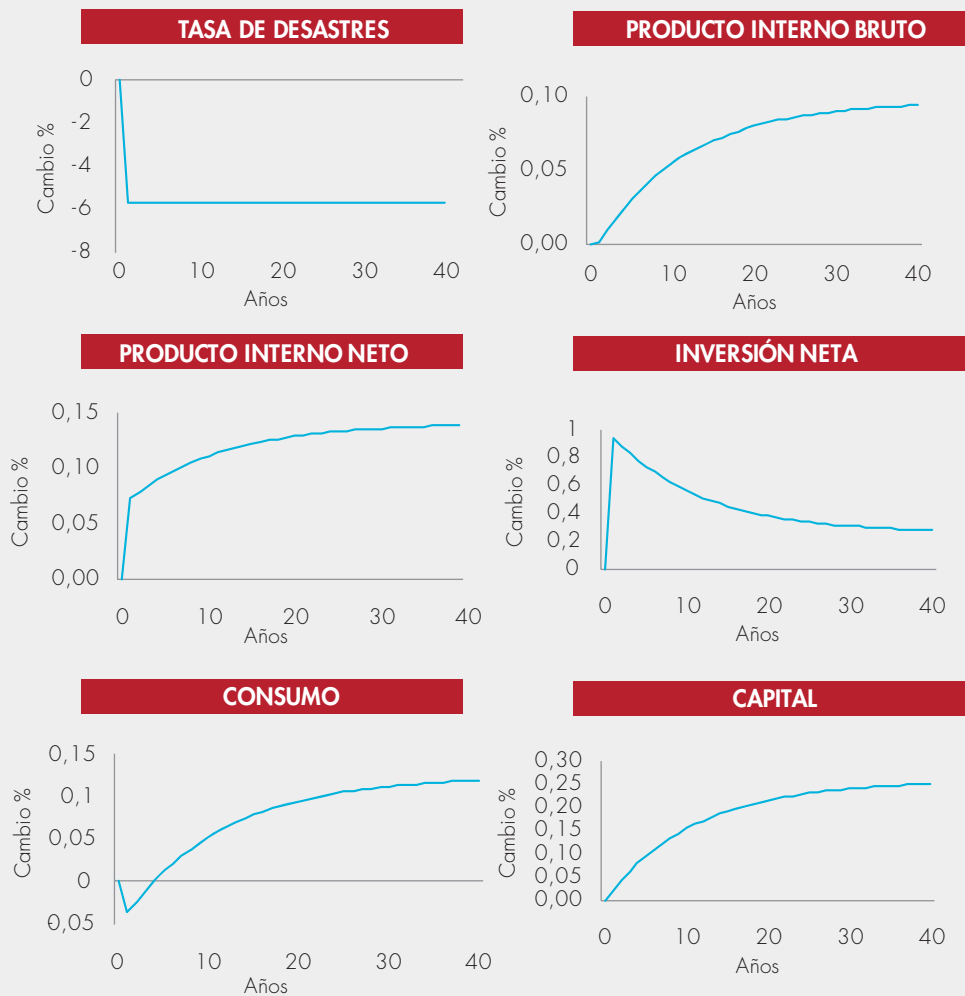 TASA DE DESASTRES
Cambio %
0
-2
-4
-6
-8
0 10 20 30 40
Años
PRODUCTO INTERNO BRUTO
Cambio %
0,10
0,05
0,00
0 10 20 30 40
Años
PRODUCTO INTERNO NETO
Cambio %
0,15
0,10
0,05
0,00
0 10 20 30 40
Años
INVERSIÓN NETA
Cambio %
1
0,8
0,6
0,4
0,2
0
0 10 20 30 40
Años
CONSUMO
Cambio %
0,15
0,1
0,05
0
-0,05
0 10 20 30 40
Años
CAPITAL
Cambio %
0,30
0,25
0,20
0,15
0,10
0,05
0,00
0 10 20 30 40
Años